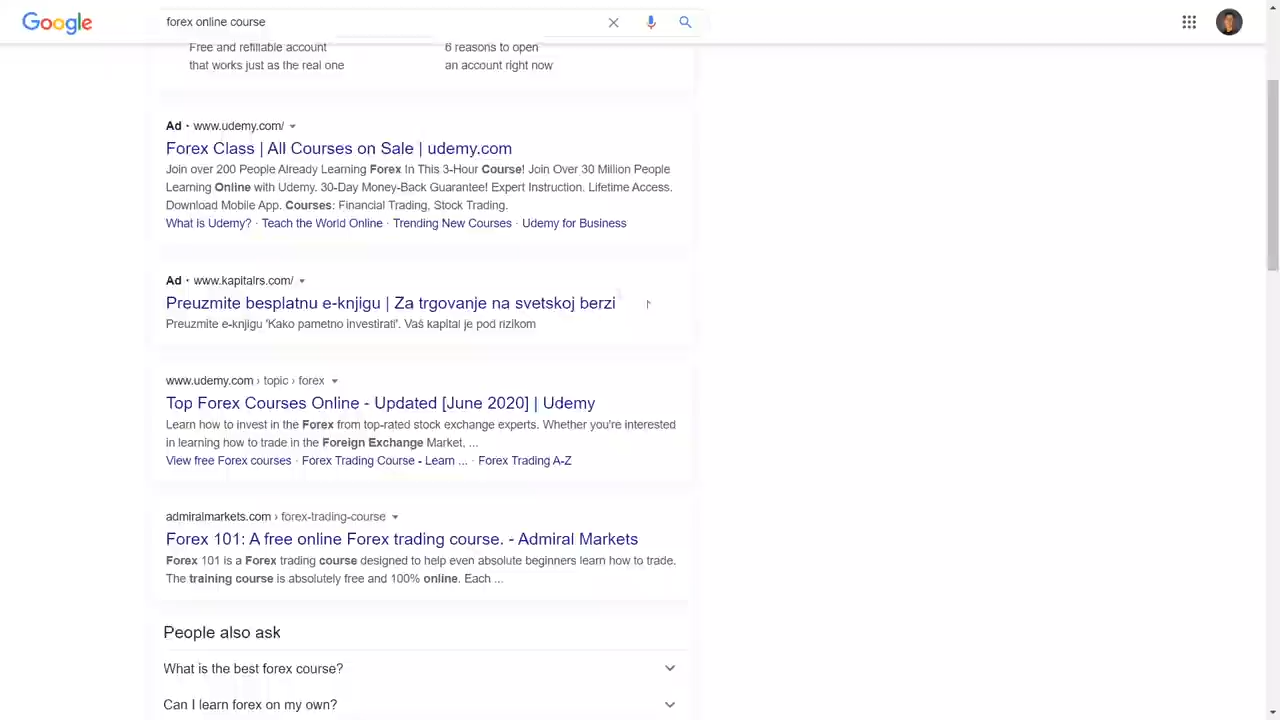 Google
forex online course
Free and refillable account
that works just as the real one
6 reasons to open
an account right now
Ad · www.udemy.com/
Forex Class | All Courses on Sale | udemy.com
Join over 200 People Already Learning Forex In This 3-Hour Course! Join Over 30 Million People
Learning Online with Udemy. 30-Day Money-Back Guarantee! Expert Instruction. Lifetime Access.
Download Mobile App. Courses: Financial Trading, Stock Trading.
What is Udemy? · Teach the World Online · Trending New Courses · Udemy for Business
Ad · www.kapitalrs.com/
Preuzmite besplatnu e-knjigu | Za trgovanje na svetskoj berzi
Preuzmite e-knjigu 'Kako pametno investirati'. Vaš kapital je pod rizikom
www.udemy.com › topic › forex
Top Forex Courses Online - Updated [June 2020] | Udemy
Learn how to invest in the Forex from top-rated stock exchange experts. Whether you're interested
in learning how to trade in the Foreign Exchange Market, ...
View free Forex courses · Forex Trading Course - Learn ... · Forex Trading A-Z
admiralmarkets.com › forex-trading-course
Forex 101: A free online Forex trading course. - Admiral Markets
Forex 101 is a Forex trading course designed to help even absolute beginners learn how to trade.
The training course is absolutely free and 100% online. Each ...
People also ask
What is the best forex course?
Can I learn forex on my own?